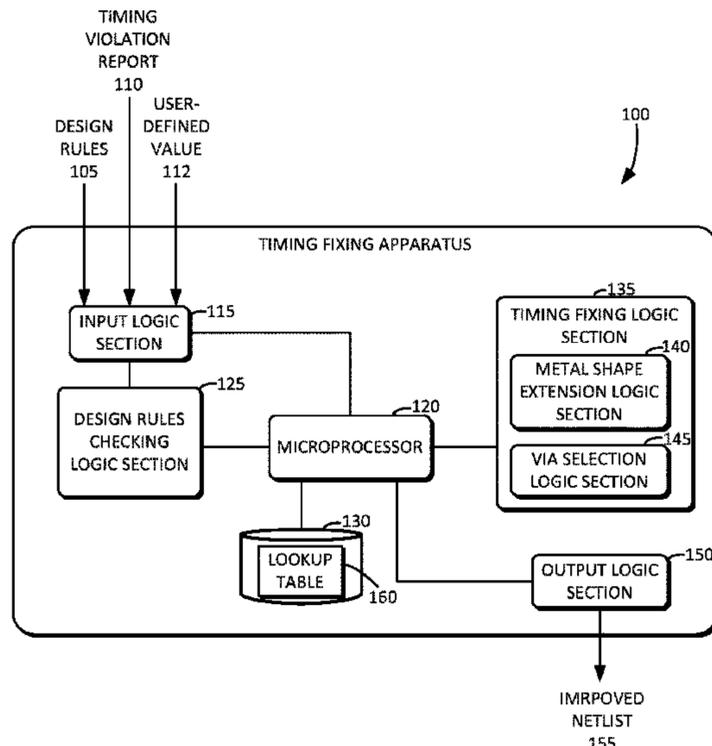 TIMING
VIOLATION
REPORT
110
USER-
DEFINED
VALUE
112
DESIGN
RULES
105
100
TIMING FIXING APPARATUS
115
INPUT LOGIC
SECTION
125
DESIGN RULES
CHECKING
LOGIC SECTION
120
MICROPROCESSOR
135
TIMING FIXING LOGIC
SECTION
140
METAL SHAPE
EXTENSION LOGIC
SECTION
145
VIA SELECTION
LOGIC SECTION
130
LOOKUP
TABLE
160
150
OUTPUT LOGIC
SECTION
IMRPOVED
NETLIST
155